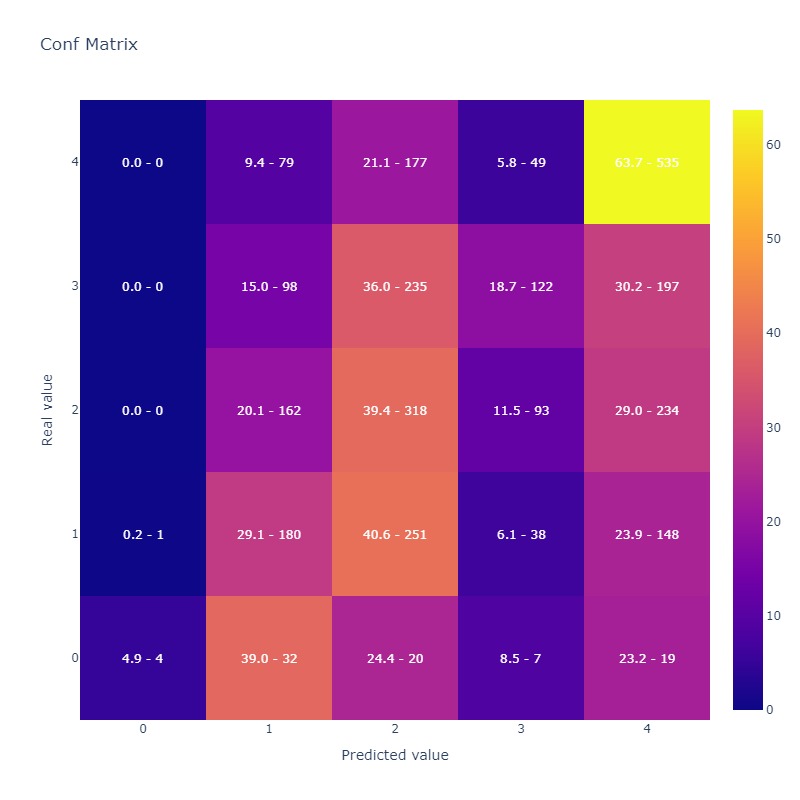 Conf Matrix
4 0.0 - 0 9.4 - 79 21.1 - 177 5.8 - 49 63.7 - 535
3 0.0 - 0 15.0 - 98 36.0 - 235 18.7 - 122 30.2 - 197
2 0.0 - 0 20.1 - 162 39.4 - 318 11.5 - 93 29.0 - 234
1 0.2 - 1 29.1 - 180 40.6 - 251 6.1 - 38 23.9 - 148
0 4.9 - 4 39.0 - 32 24.4 - 20 8.5 - 7 23.2 - 19
0 1 2 3 4
Predicted value
Real value
60
50
40
30
20
10
0